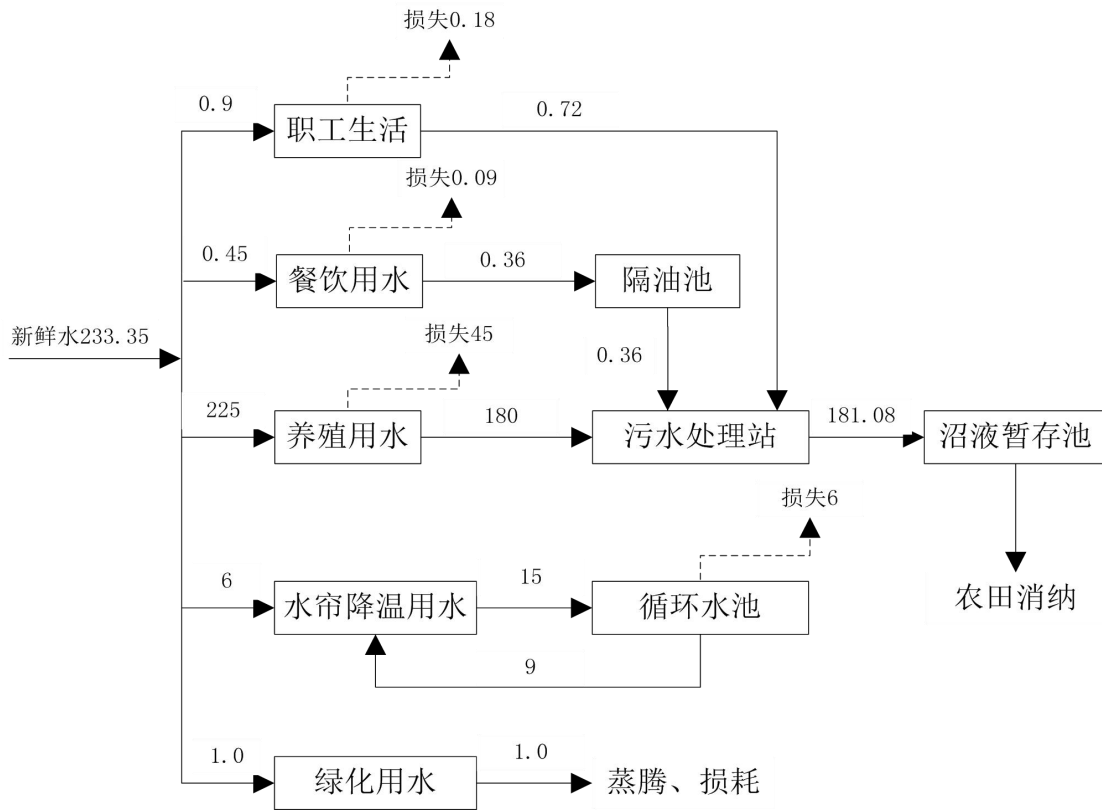 损失0.18
0.9
职工生活
0.72
损失0.09
0.45
餐饮用水
0.36
隔油池
新鲜水233.35
损失45
0.36
225
养殖用水
180
污水处理站
181.08
沼液暂存池
损失6
6
水帘降温用水
15
循环水池
农田消纳
9
1.0
绿化用水
1.0
蒸腾、损耗